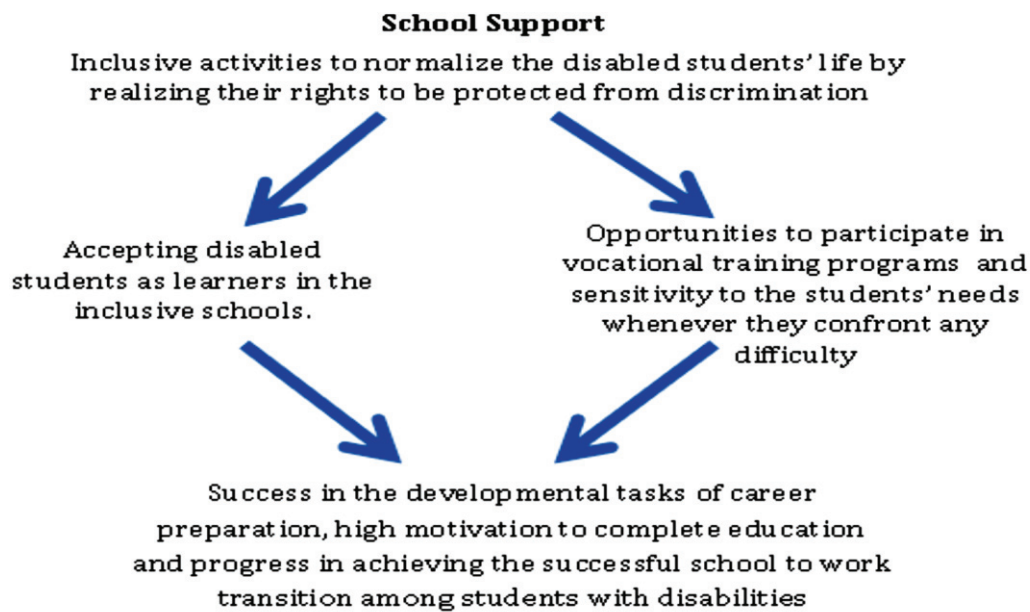 School Support
Inclusive activities to normalize the disabled students’ life by
realizing their rights to be protected from discrimination
Accepting disabled
students as learners in the
inclusive schools.
Opportunities to participate in
vocational training programs and
sensitivity to the students’ needs
whenever they confront any
difficulty
Success in the developmental tasks of career
preparation, high motivation to complete education
and progress in achieving the successful school to work
transition among students with disabilities